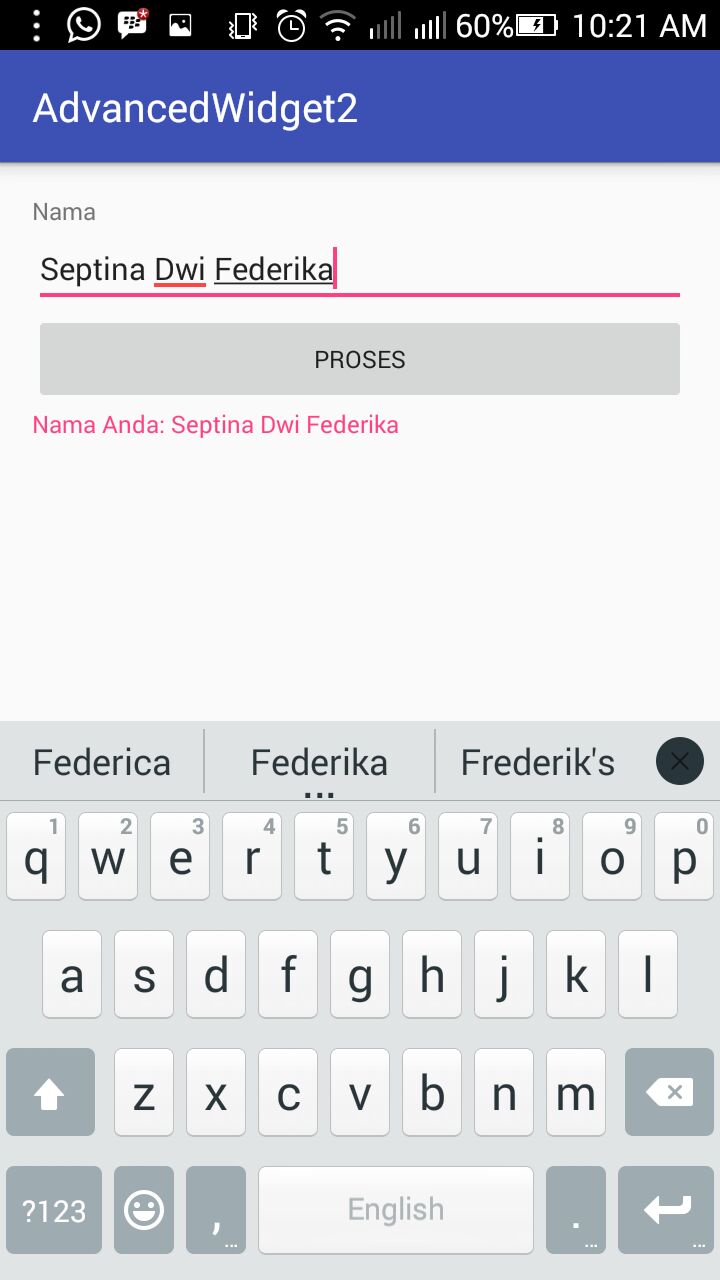 60% 10:21 AM
AdvancedWidget2
Nama
Septina Dwi Federika
PROSES
Nama Anda: Septina Dwi Federika
Federica Federika Frederik's
...
1 2 3 4 5 6 7 8 9 0
q w e r t y u i o p
a s d f g h j k l
z x c v b n m
?123 , English .
... ... ...